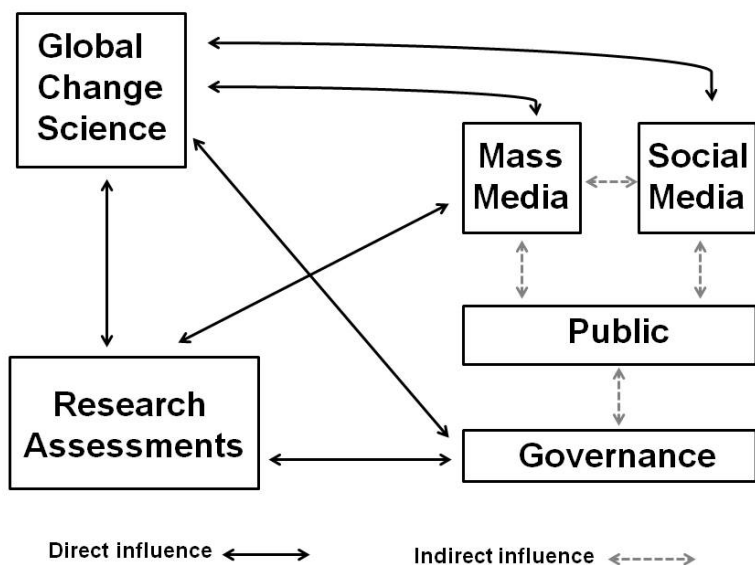 Global
Change
Science
Mass
Media
Social
Media
Public
Research
Assessments
Governance
Direct influence
Indirect influence